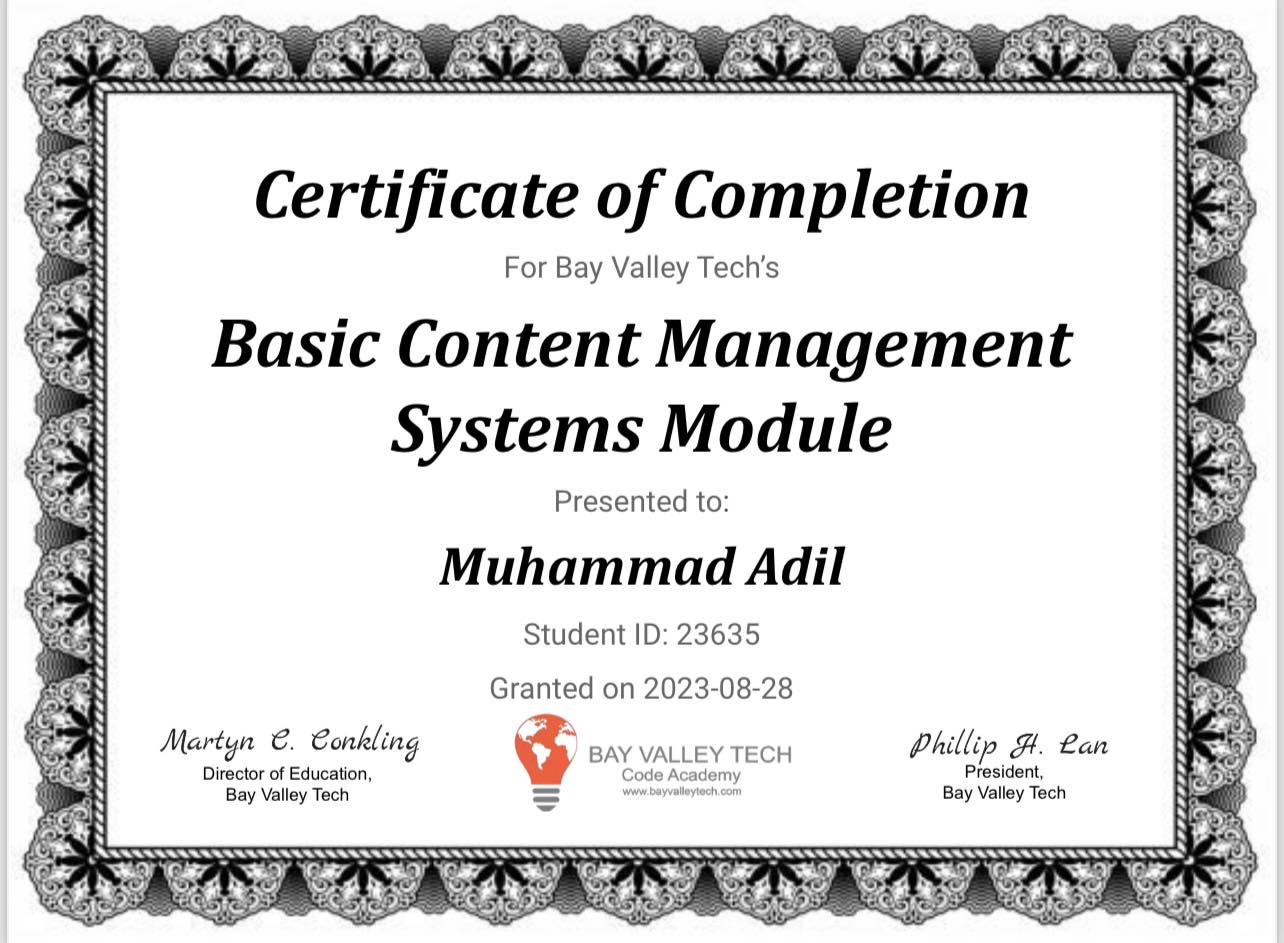 Certificate of Completion
For Bay Valley Tech’s
Basic Content Management
Systems Module
Presented to:
Muhammad Adil
Student ID: 23635
Granted on 2023-08-28
Martyn C. Conkling
Director of Education,
Bay Valley Tech
BAY VALLEY TECH
Code Academy
www.bayvalleytech.com
Phillip H. Lan
President,
Bay Valley Tech